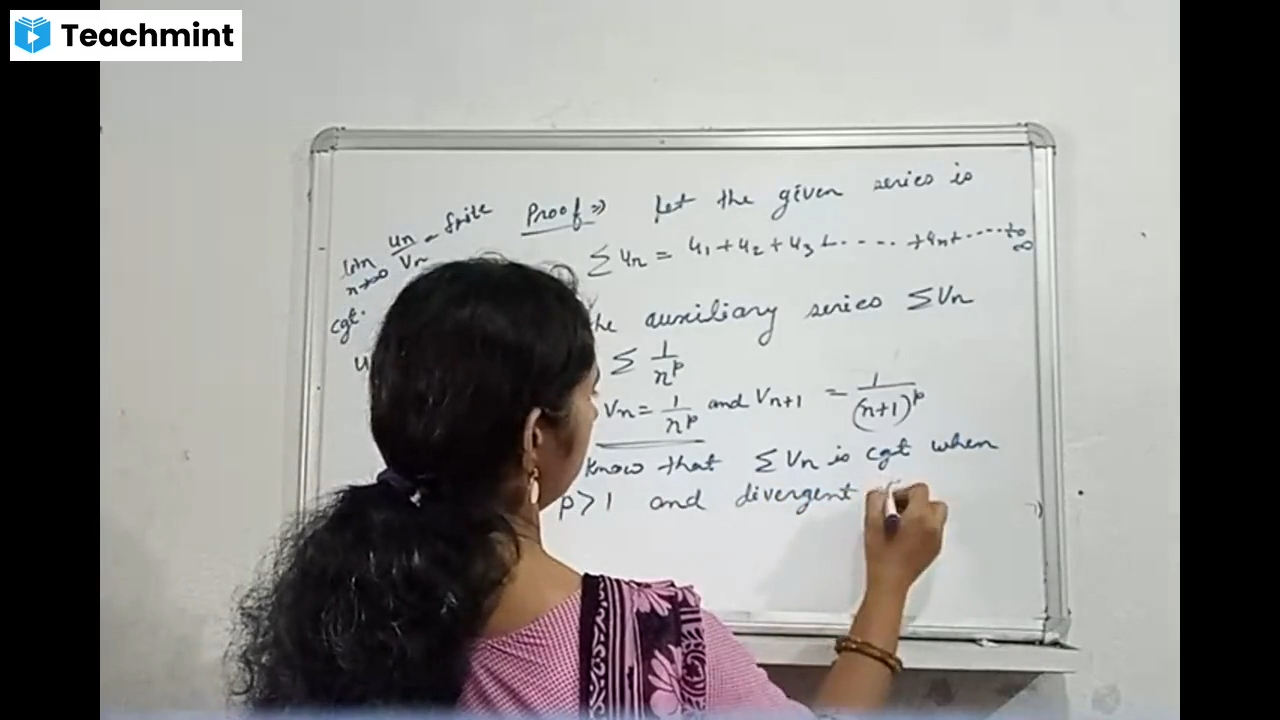 Teachmint
Proof ⇒ Let the given series is
lim n→∞ un/vn = finite
∑ un = u1 + u2 + u3 + ..... + un + ..... to ∞
cgt.
the auxiliary series ∑ Vn
∑ 1/n^p
Vn = 1/n^p and Vn+1 = 1/(n+1)^p
know that ∑ Vn is cgt when
p > 1 and divergent